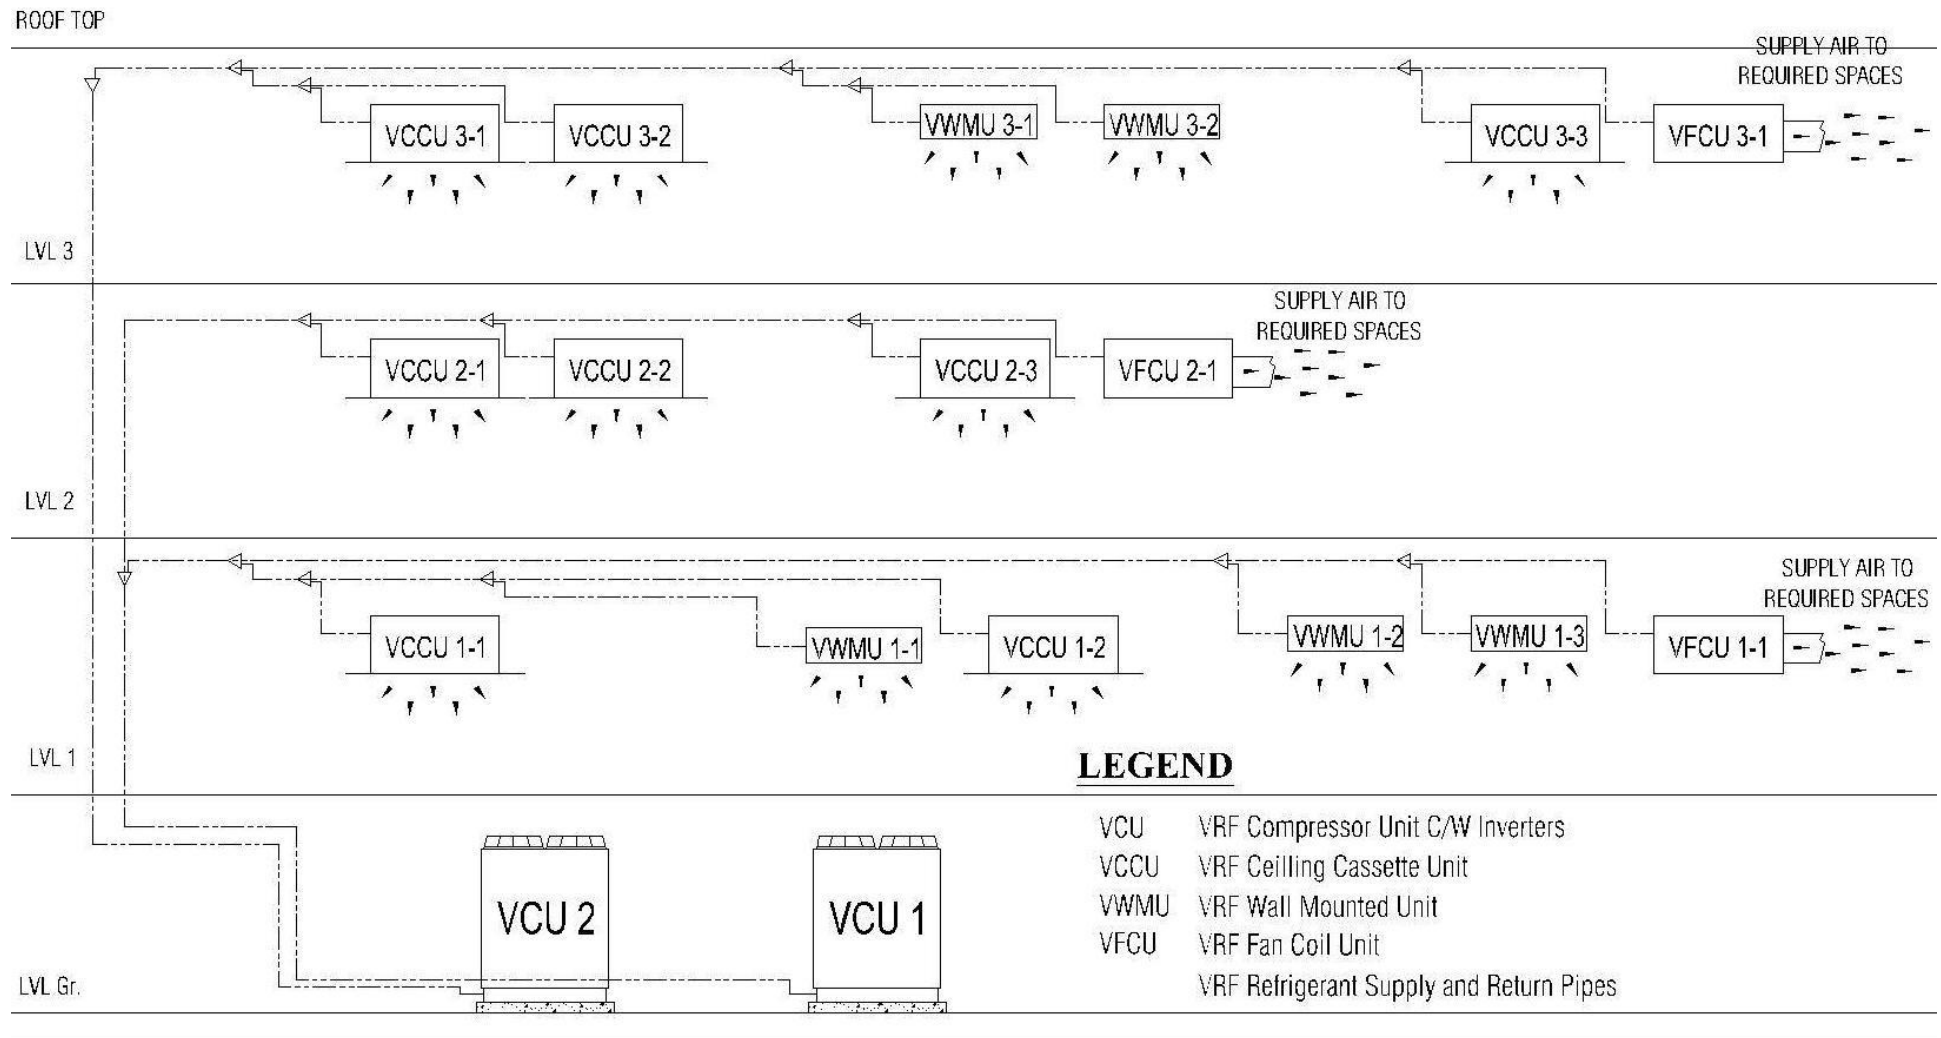 ROOF TOP
SUPPLY AIR TO
REQUIRED SPACES
VCCU 3-1
VCCU 3-2
VWMU 3-1
VWMU 3-2
VCCU 3-3
VFCU 3-1
LVL 3
SUPPLY AIR TO
REQUIRED SPACES
VCCU 2-1
VCCU 2-2
VCCU 2-3
VFCU 2-1
LVL 2
SUPPLY AIR TO
REQUIRED SPACES
VCCU 1-1
VWMU 1-1
VCCU 1-2
VWMU 1-2
VWMU 1-3
VFCU 1-1
LVL 1
LEGEND
VCU VRF Compressor Unit C/W Inverters
VCCU VRF Ceilling Cassette Unit
VWMU VRF Wall Mounted Unit
VFCU VRF Fan Coil Unit
VRF Refrigerant Supply and Return Pipes
VCU 2
VCU 1
LVL Gr.